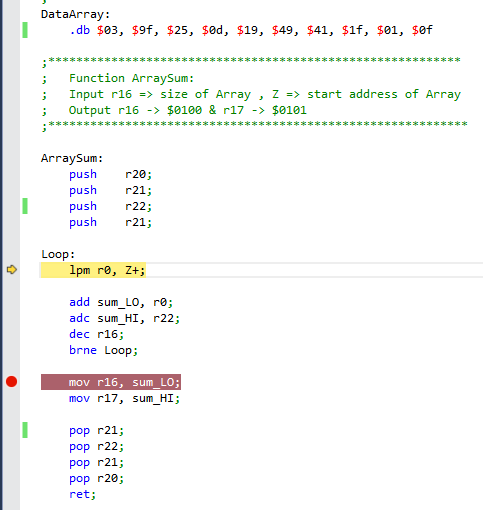 DataArray:
.db $03, $9f, $25, $0d, $19, $49, $41, $1f, $01, $0f
;************************************************************
;   Function ArraySum:
;   Input r16 => size of Array , Z => start address of Array
;   Output r16 -> $0100 & r17 -> $0101
;*************************************************************
ArraySum:
push    r20;
push    r21;
push    r22;
push    r21;
Loop:
lpm r0, Z+;
add sum_LO, r0;
adc sum_HI, r22;
dec r16;
brne Loop;
mov r16, sum_LO;
mov r17, sum_HI;
pop r21;
pop r22;
pop r21;
pop r20;
ret;